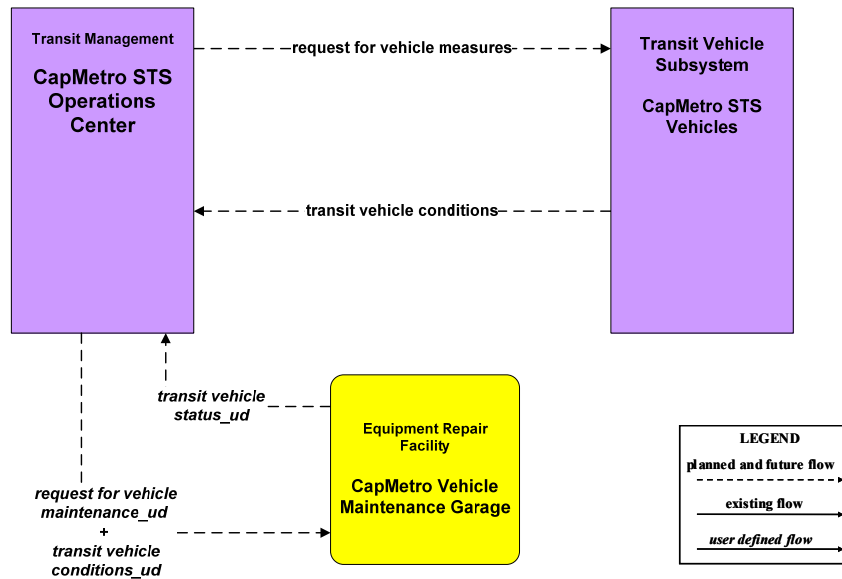 Transit Management
CapMetro STS
Operations
Center
request for vehicle measures
Transit Vehicle
Subsystem
CapMetro STS
Vehicles
transit vehicle conditions
transit vehicle
status_ud
Equipment Repair
Facility
CapMetro Vehicle
Maintenance Garage
request for vehicle
maintenance_ud
+
transit vehicle
conditions_ud
LEGEND
planned and future flow
existing flow
user defined flow